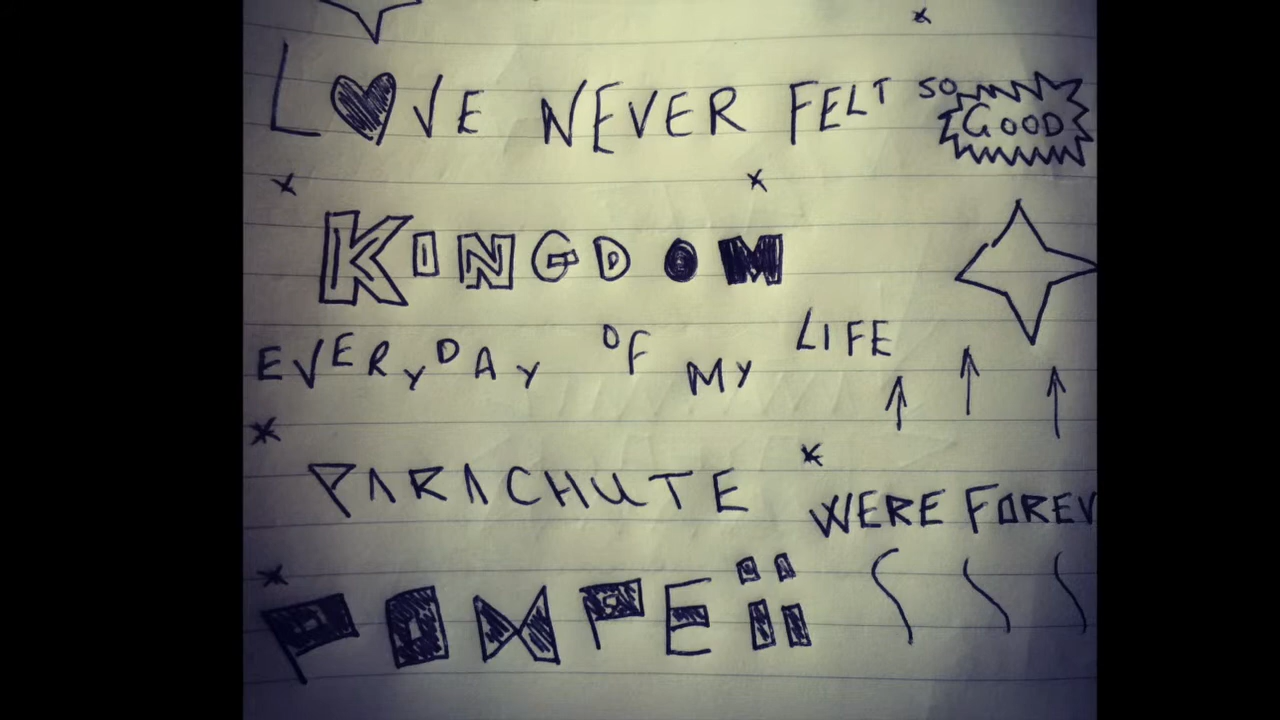 LOVE NEVER FELT SO GOOD
KINGDOM
EVERYDAY OF MY LIFE
PARACHUTE
WERE FOREV
POMPEii